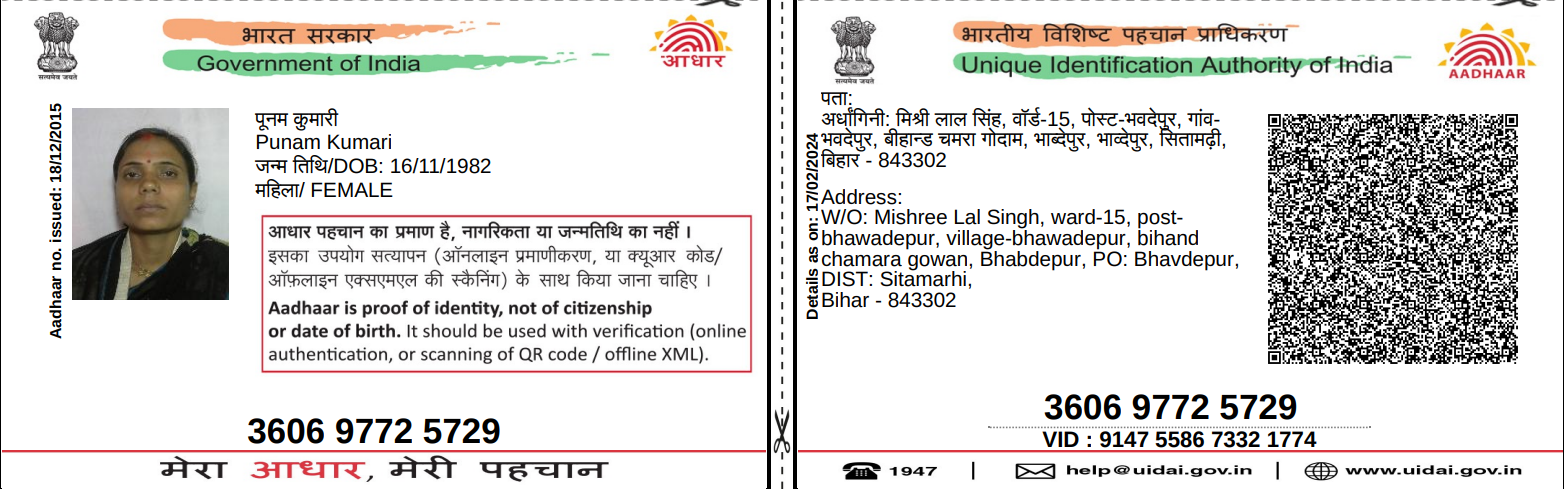 भारत सरकार
Government of India
सत्यमेव जयते
आधार
Aadhaar no. issued: 18/12/2015
पूनम कुमारी
Punam Kumari
जन्म तिथि/DOB: 16/11/1982
महिला/ FEMALE
आधार पहचान का प्रमाण है, नागरिकता या जन्मतिथि का नहीं ।
इसका उपयोग सत्यापन (ऑनलाइन प्रमाणीकरण, या क्यूआर कोड/
ऑफ़लाइन एक्सएमएल की स्कैनिंग) के साथ किया जाना चाहिए ।
Aadhaar is proof of identity, not of citizenship
or date of birth. It should be used with verification (online
authentication, or scanning of QR code / offline XML).
3606 9772 5729
मेरा आधार, मेरी पहचान
भारतीय विशिष्ट पहचान प्राधिकरण
Unique Identification Authority of India
सत्यमेव जयते
AADHAAR
Details as on: 17/02/2024
पता:
अर्धांगिनी: मिश्री लाल सिंह, वॉर्ड-15, पोस्ट-भवदेपुर, गांव-
भवदेपुर, बीहान्ड चमरा गोदाम, भाब्देपुर, भाव्देपुर, सितामढ़ी,
बिहार - 843302
Address:
W/O: Mishree Lal Singh, ward-15, post-
bhawadepur, village-bhawadepur, bihand
chamara gowan, Bhabdepur, PO: Bhavdepur,
DIST: Sitamarhi,
Bihar - 843302
3606 9772 5729
VID : 9147 5586 7332 1774
1947 | help@uidai.gov.in | www.uidai.gov.in